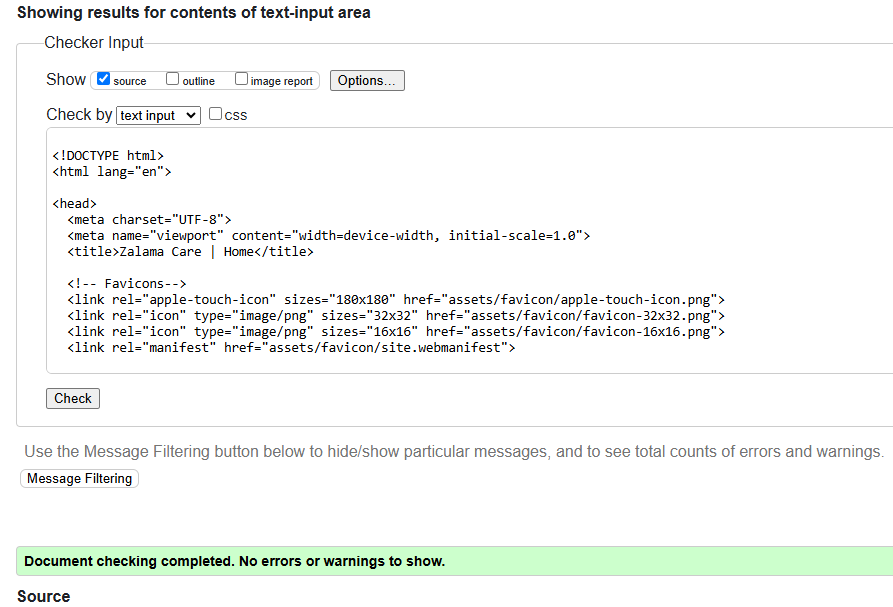 Showing results for contents of text-input area
Checker Input
Show source outline image report Options...
Check by text input css
<!DOCTYPE html>
<html lang="en">
<head>
<meta charset="UTF-8">
<meta name="viewport" content="width=device-width, initial-scale=1.0">
<title>Zalama Care | Home</title>
<!-- Favicons-->
<link rel="apple-touch-icon" sizes="180x180" href="assets/favicon/apple-touch-icon.png">
<link rel="icon" type="image/png" sizes="32x32" href="assets/favicon/favicon-32x32.png">
<link rel="icon" type="image/png" sizes="16x16" href="assets/favicon/favicon-16x16.png">
<link rel="manifest" href="assets/favicon/site.webmanifest">
Check
Use the Message Filtering button below to hide/show particular messages, and to see total counts of errors and warnings.
Message Filtering
Document checking completed. No errors or warnings to show.
Source